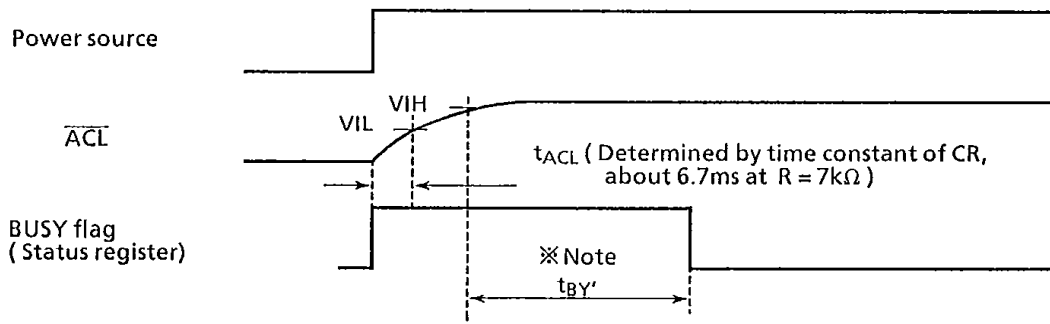 Power source
VIH
VIL
ACL
tACL ( Determined by time constant of CR,
about 6.7ms at R = 7kΩ )
BUSY flag
( Status register)
※ Note
tBY'